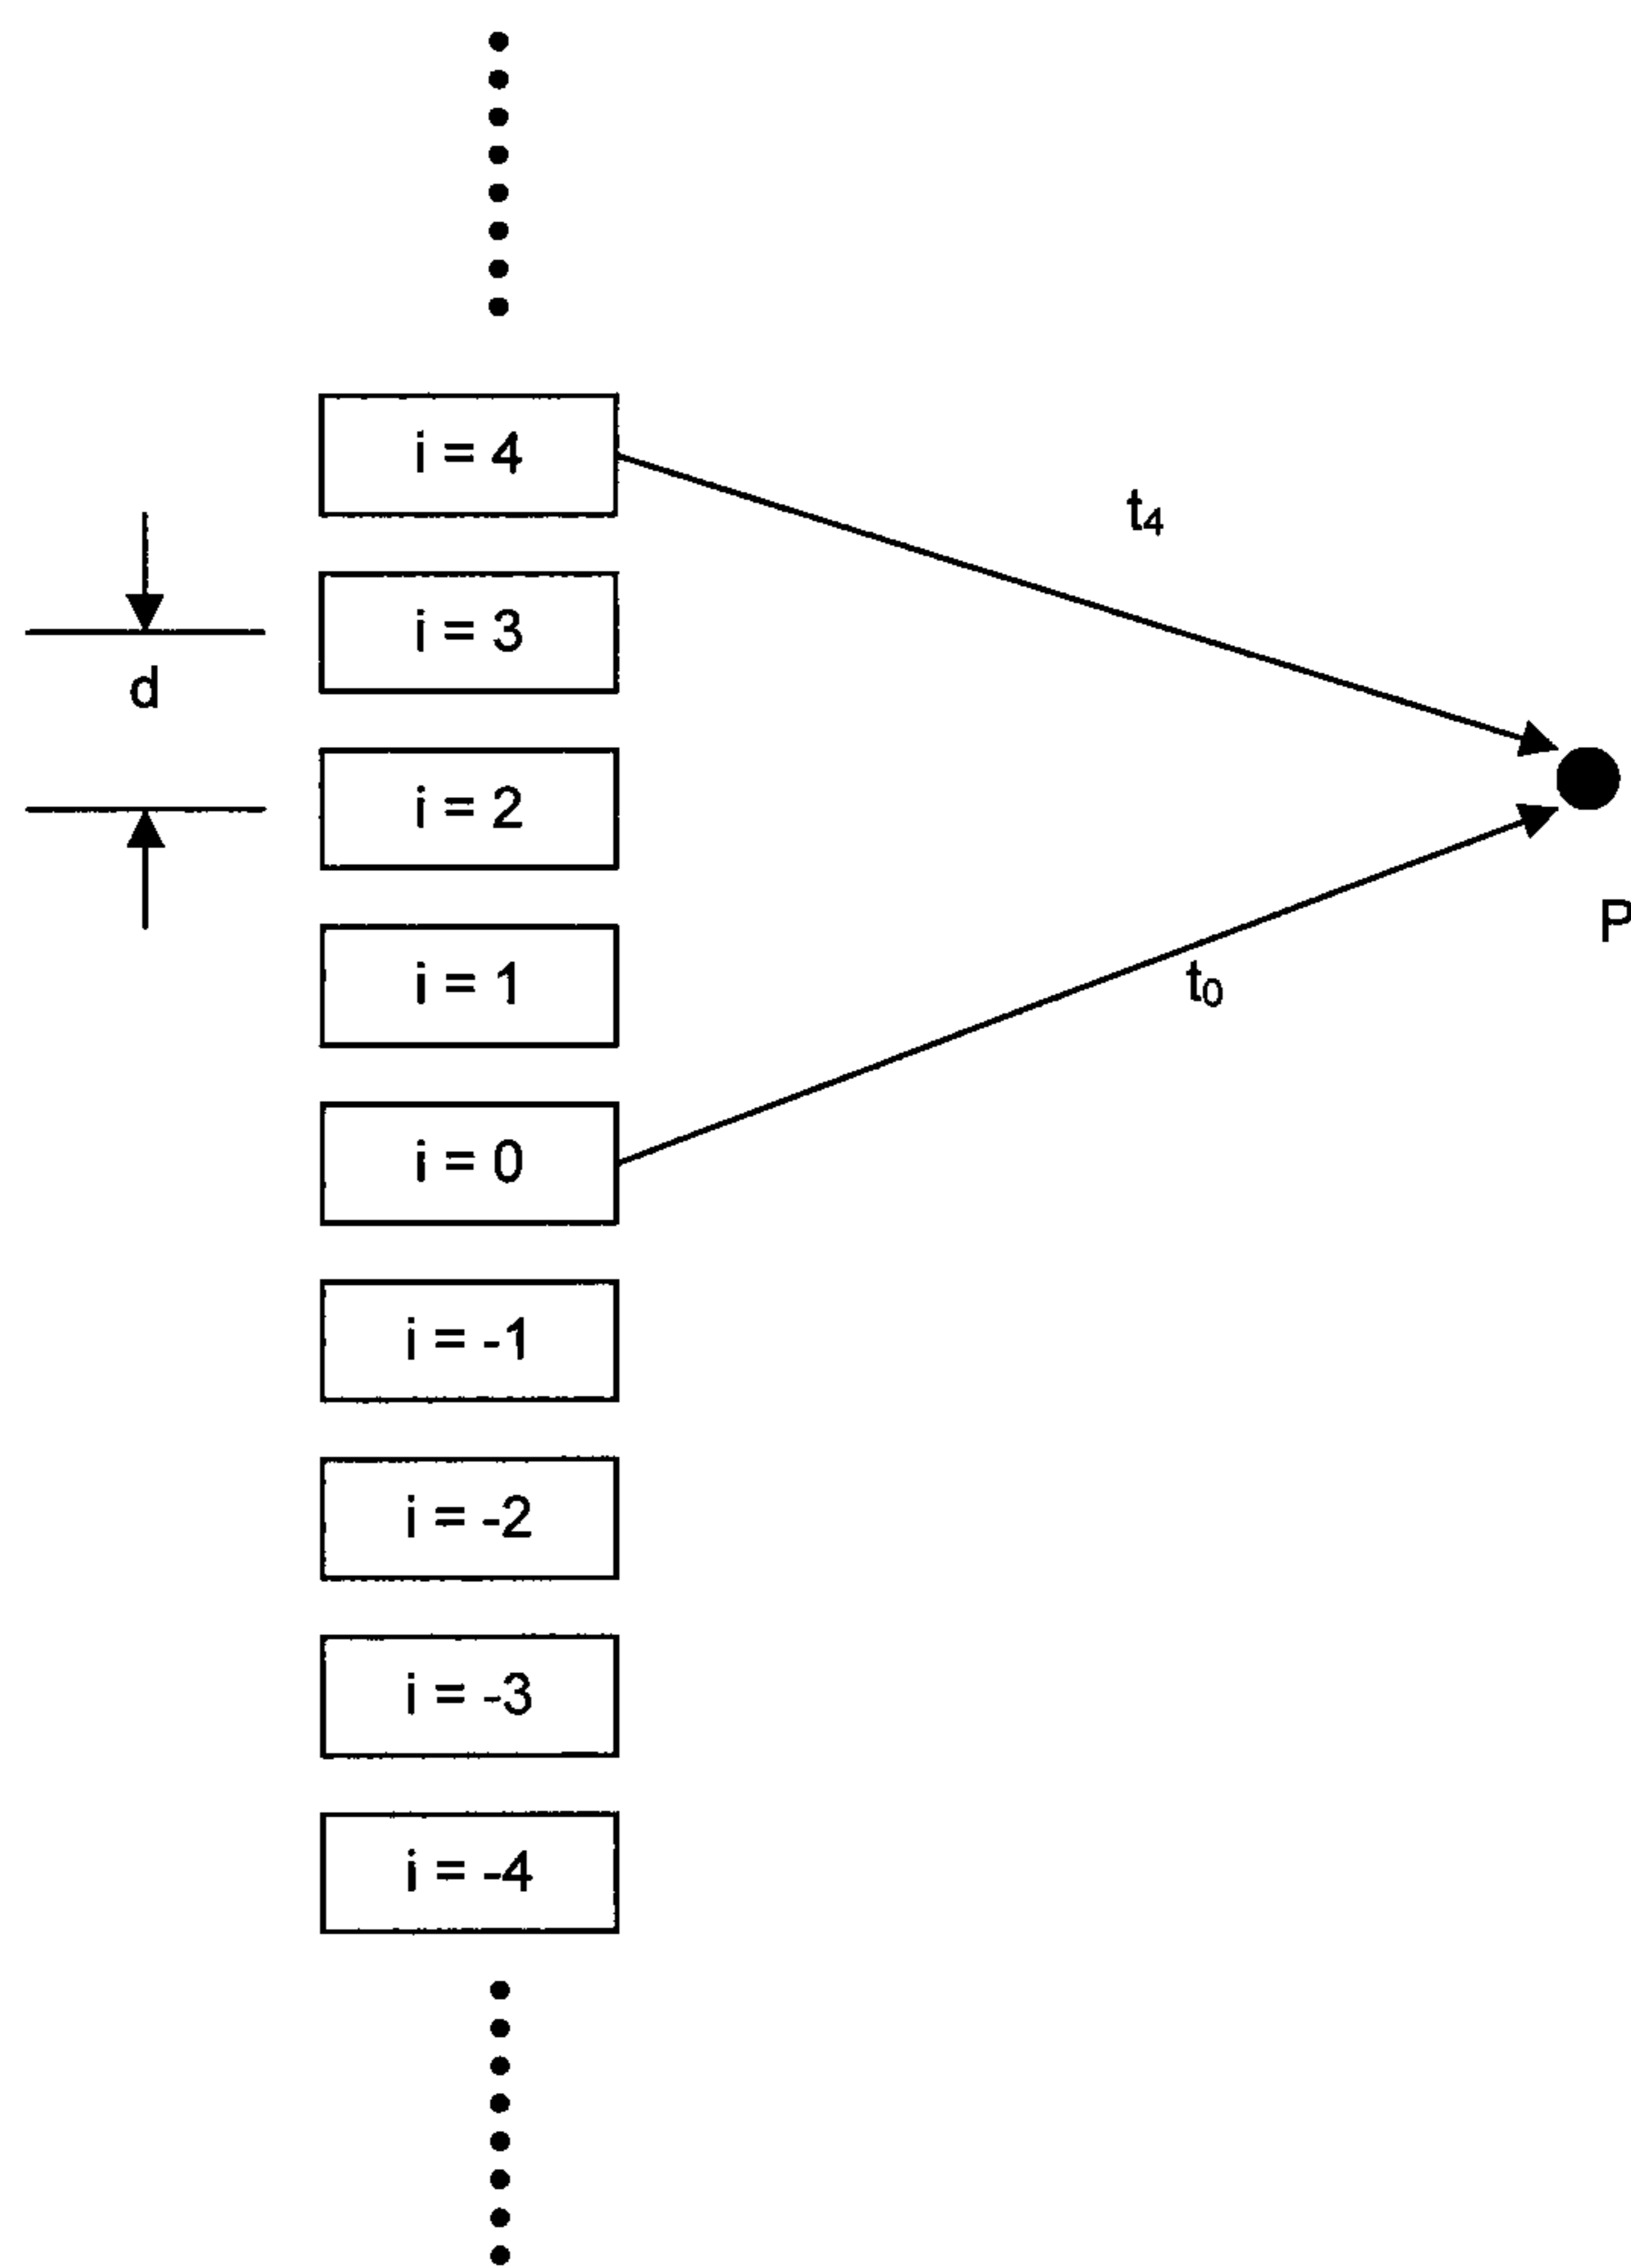 i = 4
t₄
i = 3
d
i = 2
P
i = 1
t₀
i = 0
i = -1
i = -2
i = -3
i = -4